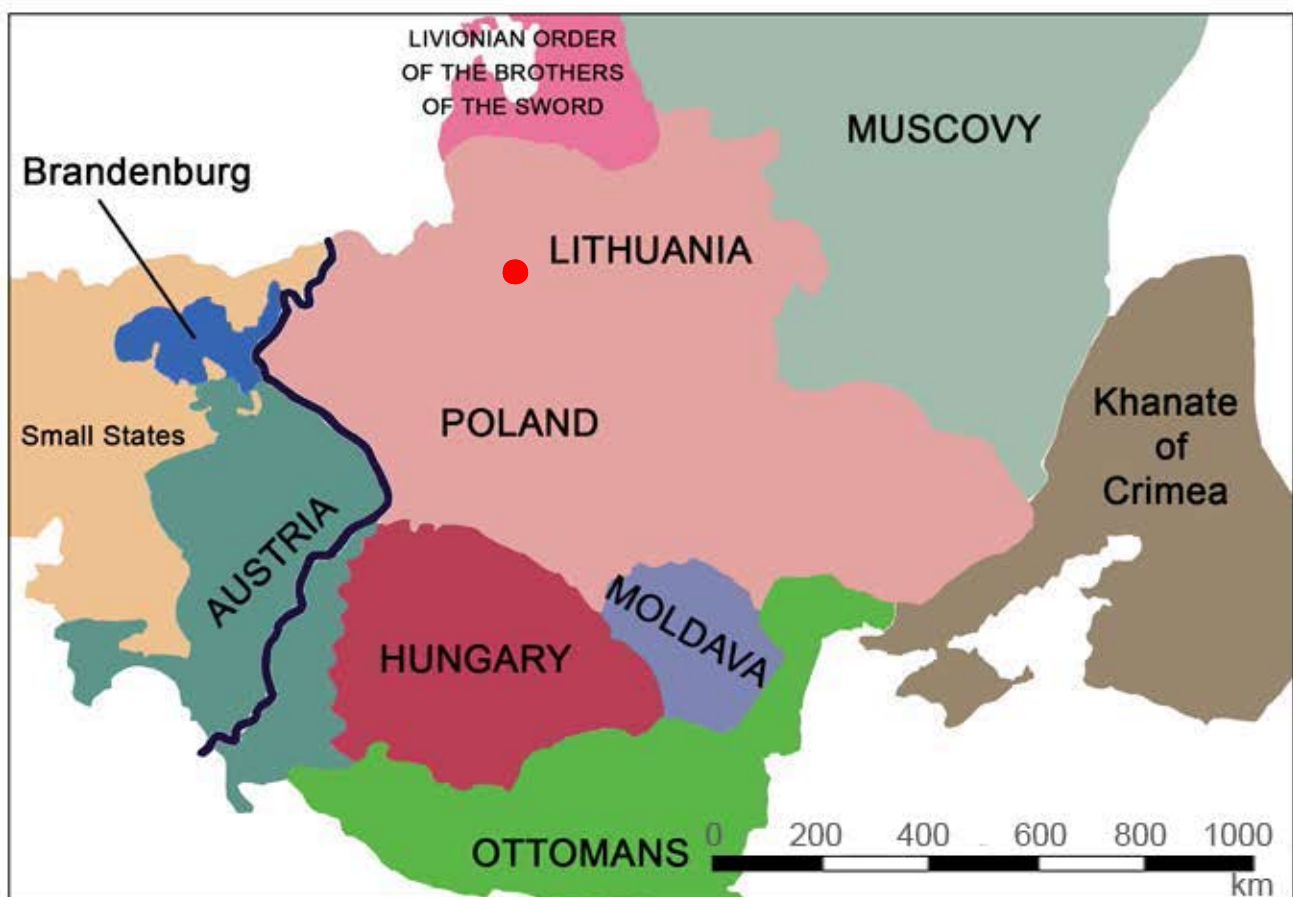 LIVIONIAN ORDER
OF THE BROTHERS
OF THE SWORD
MUSCOVY
Brandenburg
LITHUANIA
Khanate
of
Crimea
POLAND
Small States
AUSTRIA
MOLDAVA
HUNGARY
0 200 400 600 800 1000
OTTOMANS
km